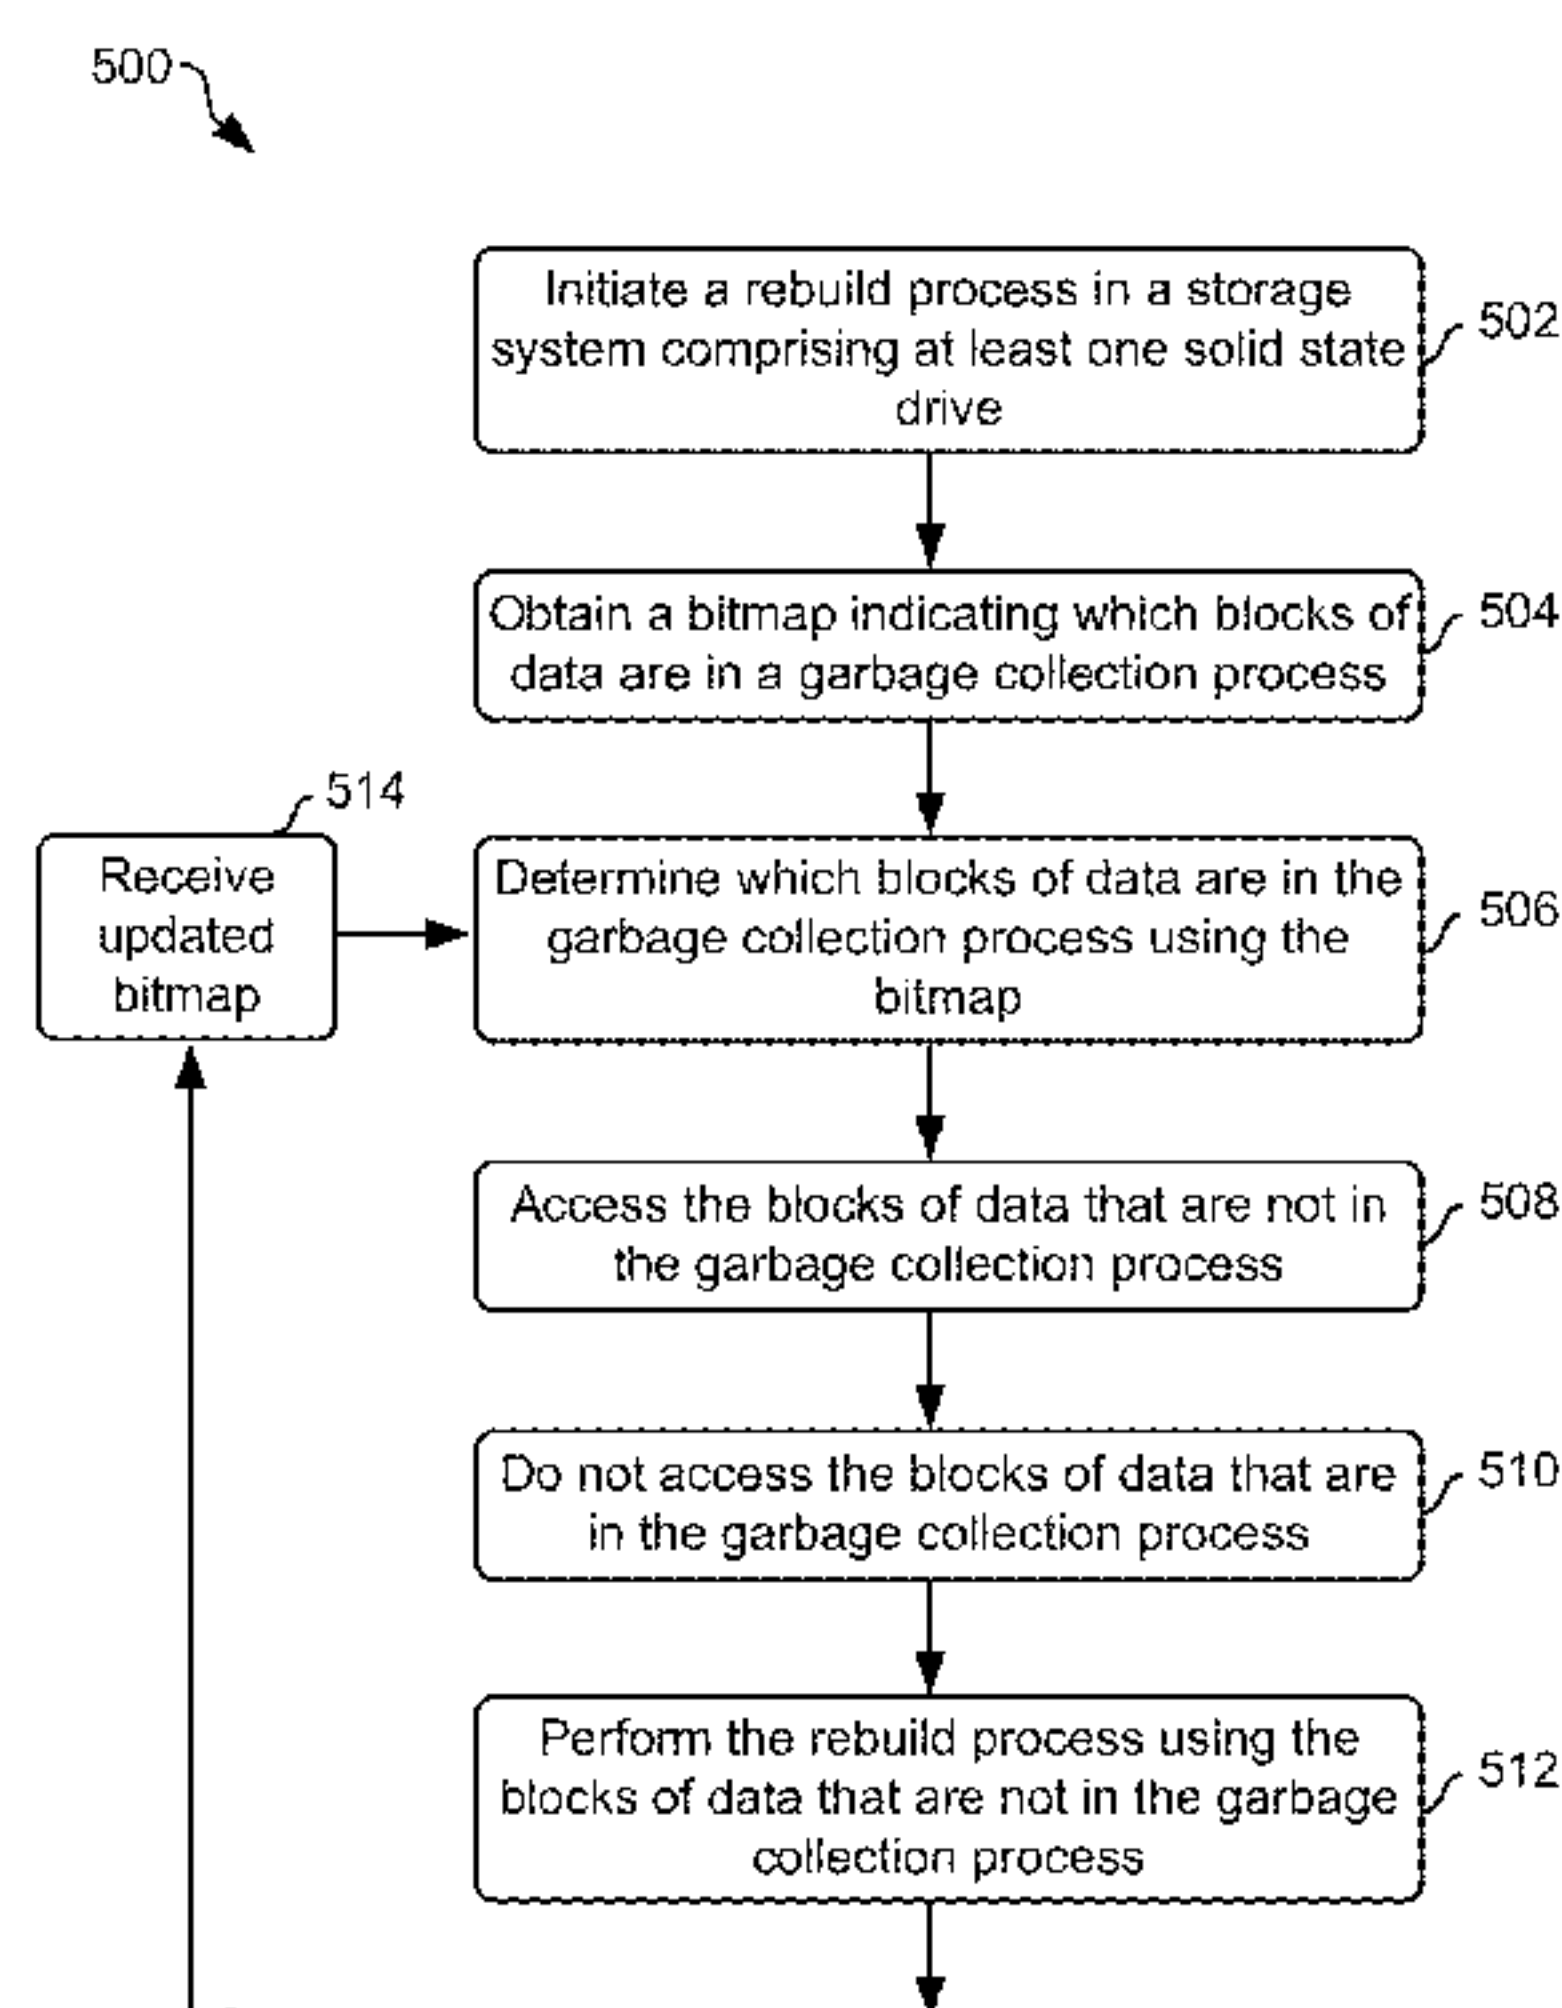 500
Initiate a rebuild process in a storage
system comprising at least one solid state
drive
502
Obtain a bitmap indicating which blocks of
data are in a garbage collection process
504
514
Receive
updated
bitmap
Determine which blocks of data are in the
garbage collection process using the
bitmap
506
Access the blocks of data that are not in
the garbage collection process
508
Do not access the blocks of data that are
in the garbage collection process
510
Perform the rebuild process using the
blocks of data that are not in the garbage
collection process
512